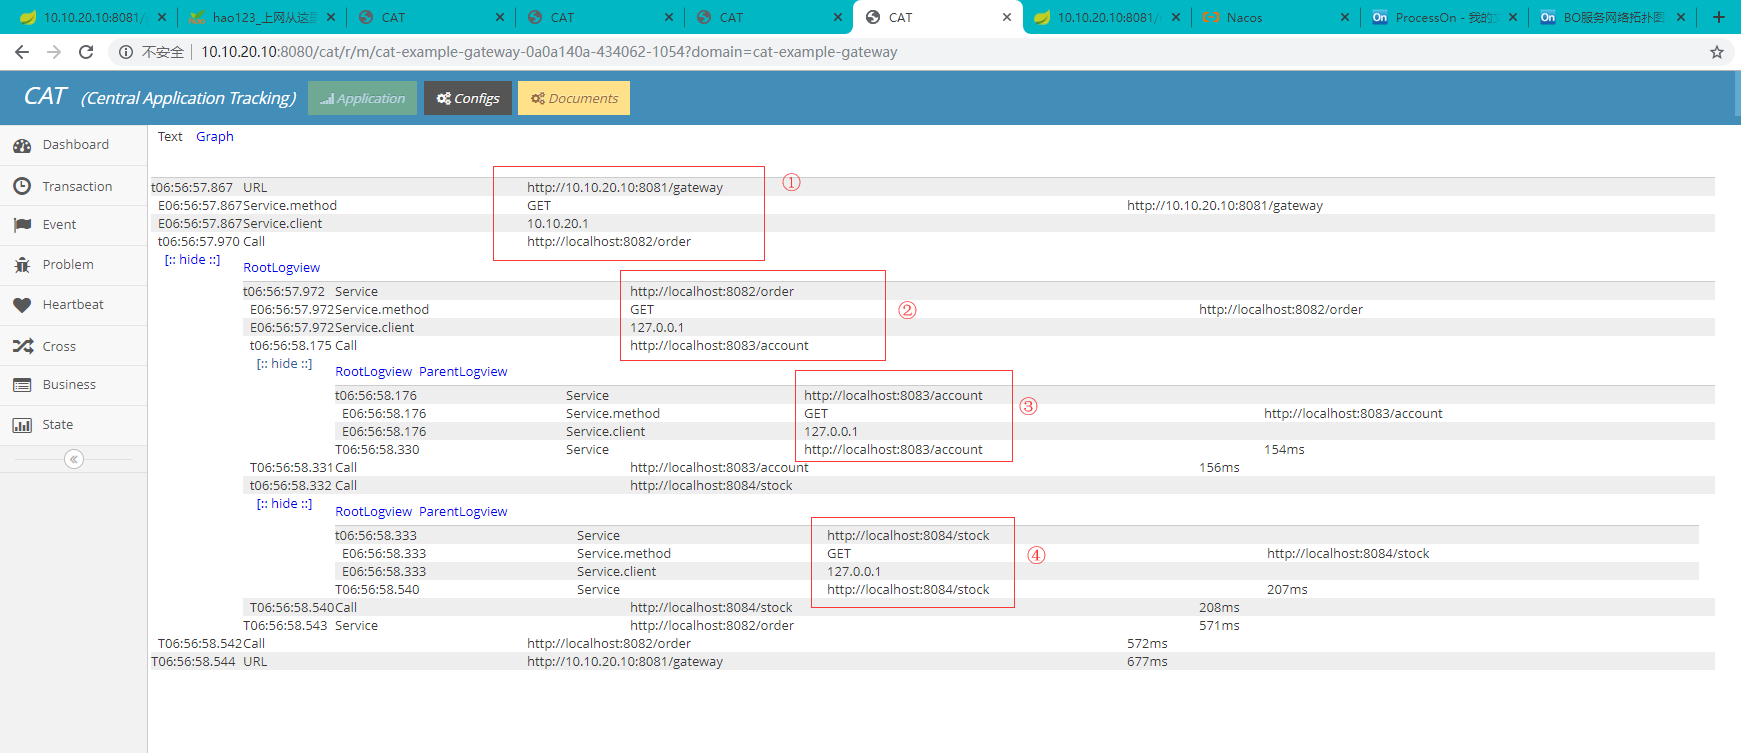 10.10.20.10:8081/
hao123_上网从这里
CAT
CAT
CAT
CAT
10.10.20.10:8081/
Nacos
ProcessOn - 我的
BO服务网络拓扑图
不安全 10.10.20.10:8080/cat/r/m/cat-example-gateway-0a0a140a-434062-1054?domain=cat-example-gateway
CAT (Central Application Tracking) Application Configs Documents
Dashboard
Transaction
Event
Problem
Heartbeat
Cross
Business
State
Text Graph
t06:56:57.867 URL http://10.10.20.10:8081/gateway ①
E06:56:57.867 Service.method GET http://10.10.20.10:8081/gateway
E06:56:57.867 Service.client 10.10.20.1
t06:56:57.970 Call http://localhost:8082/order
[:: hide ::]
RootLogview
t06:56:57.972 Service http://localhost:8082/order
E06:56:57.972 Service.method GET http://localhost:8082/order ②
E06:56:57.972 Service.client 127.0.0.1
t06:56:58.175 Call http://localhost:8083/account
[:: hide ::]
RootLogview ParentLogview
t06:56:58.176 Service http://localhost:8083/account
E06:56:58.176 Service.method GET http://localhost:8083/account ③
E06:56:58.176 Service.client 127.0.0.1
T06:56:58.330 Service http://localhost:8083/account 154ms
T06:56:58.331 Call http://localhost:8083/account 156ms
t06:56:58.332 Call http://localhost:8084/stock
[:: hide ::]
RootLogview ParentLogview
t06:56:58.333 Service http://localhost:8084/stock
E06:56:58.333 Service.method GET http://localhost:8084/stock ④
E06:56:58.333 Service.client 127.0.0.1
T06:56:58.540 Service http://localhost:8084/stock 207ms
T06:56:58.540 Call http://localhost:8084/stock 208ms
T06:56:58.543 Service http://localhost:8082/order 571ms
T06:56:58.542 Call http://localhost:8082/order 572ms
T06:56:58.544 URL http://10.10.20.10:8081/gateway 677ms